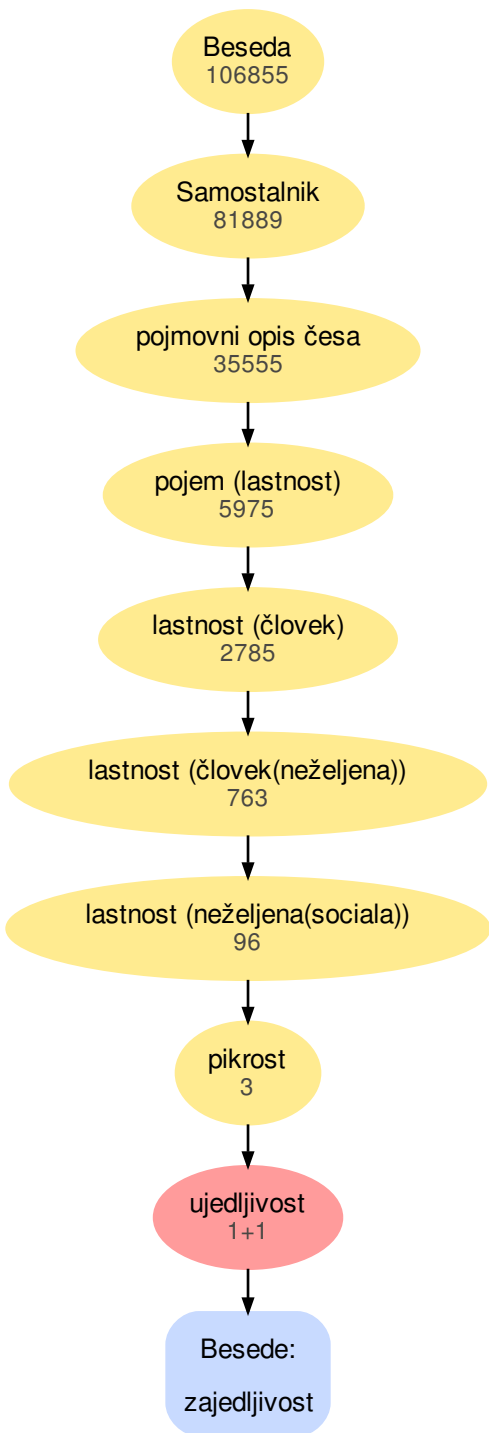 Beseda
106855
Samostalnik
81889
pojmovni opis česa
35555
pojem (lastnost)
5975
lastnost (človek)
2785
lastnost (človek(neželjena))
763
lastnost (neželjena(sociala))
96
pikrost
3
ujedljivost
1+1
Besede:
zajedljivost